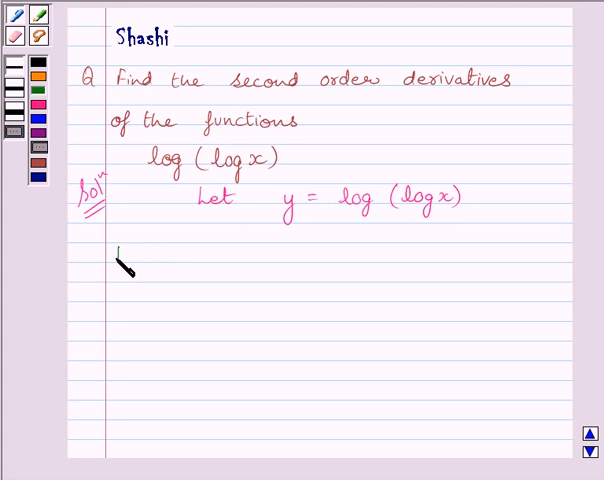 Shashi
Q Find the second order derivatives
of the functions
log (log x)
Solⁿ Let y = log (log x)